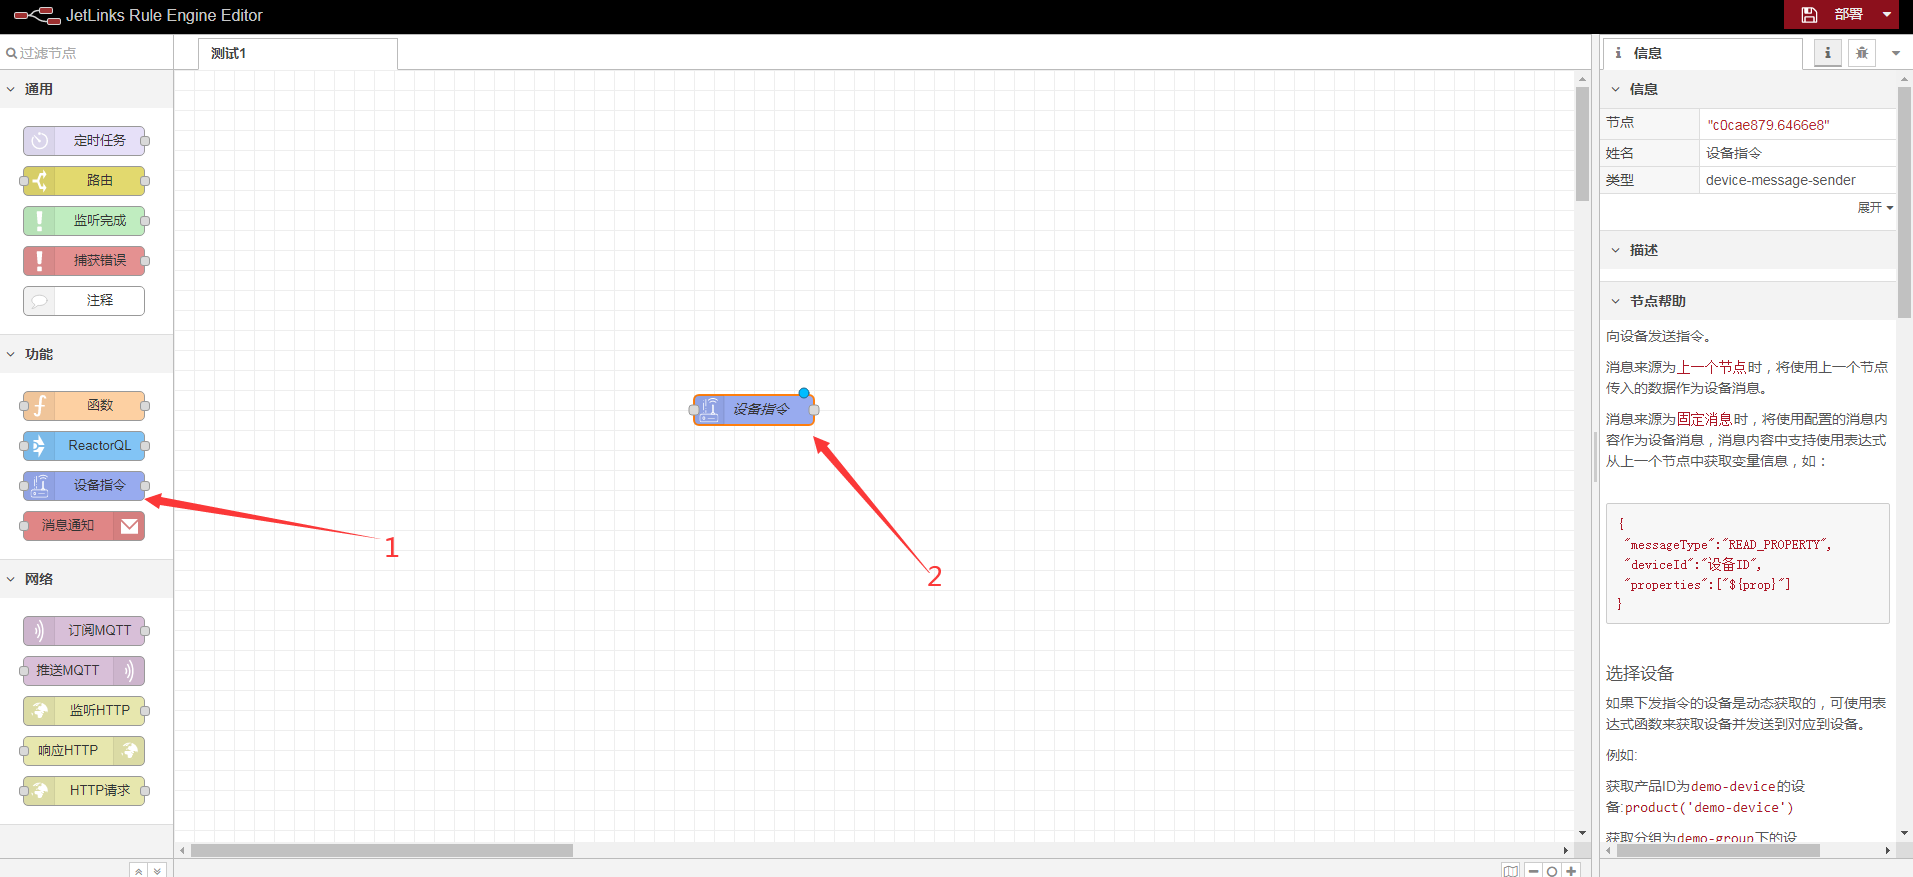 JetLinks Rule Engine Editor
部署
过滤节点
测试1
信息
通用
定时任务
路由
监听完成
捕获错误
注释
功能
函数
ReactorQL
设备指令
消息通知
网络
订阅MQTT
推送MQTT
监听HTTP
响应HTTP
HTTP请求
设备指令
1
2
信息
节点 "c0cae879.6466e8"
姓名 设备指令
类型 device-message-sender
展开
描述
节点帮助
向设备发送指令。
消息来源为上一个节点时，将使用上一个节点
传入的数据作为设备消息。
消息来源为固定消息时，将使用配置的消息内
容作为设备消息，消息内容中支持使用表达式
从上一个节点中获取变量信息，如：
{
"messageType":"READ_PROPERTY",
"deviceId":"设备ID",
"properties":["${prop}"]
}
选择设备
如果下发指令的设备是动态获取的，可使用表
达式函数来获取设备并发送到对应到设备。
例如:
获取产品ID为demo-device的设
备:product('demo-device')
获取分组为demo-group下的设